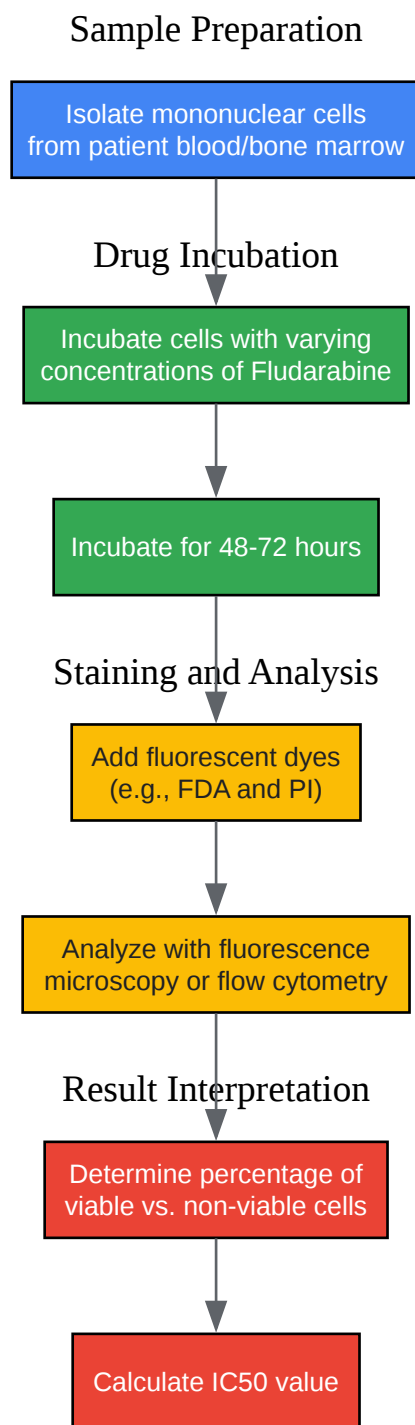 Sample Preparation
Isolate mononuclear cells
from patient blood/bone marrow
Drug Incubation
Incubate cells with varying
concentrations of Fludarabine
Incubate for 48-72 hours
Staining and Analysis
Add fluorescent dyes
(e.g., FDA and PI)
Analyze with fluorescence
microscopy or flow cytometry
Result Interpretation
Determine percentage of
viable vs. non-viable cells
Calculate IC50 value